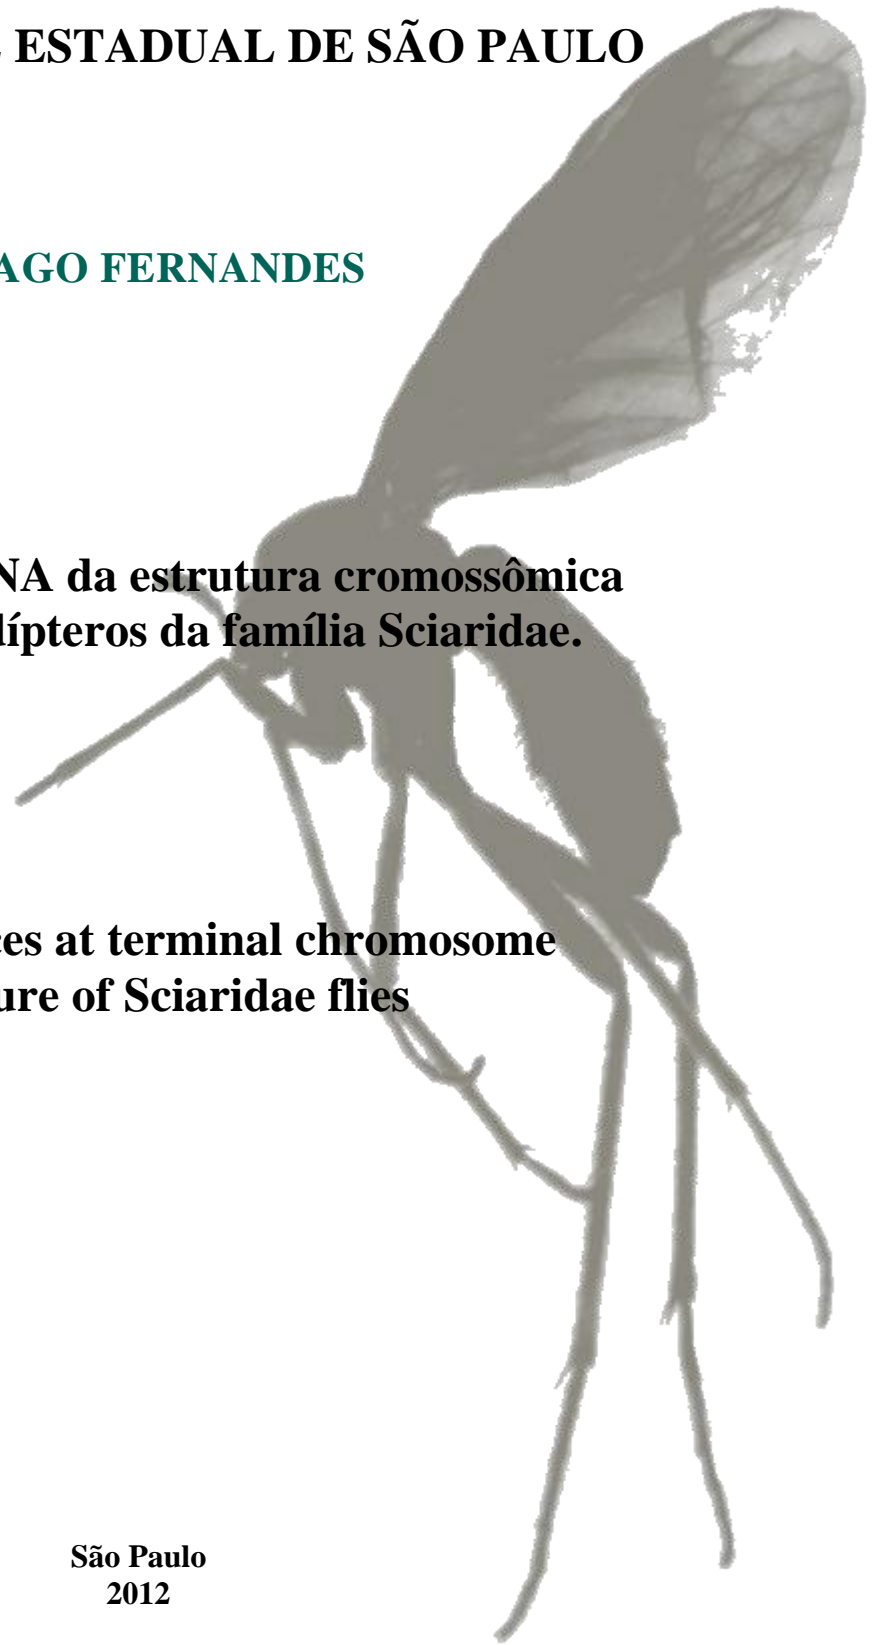 ESTADUAL DE SÃO PAULO
AGO FERNANDES
NA da estrutura cromossômica
dípteros da família Sciaridae.
ces at terminal chromosome
ure of Sciaridae flies
São Paulo
2012